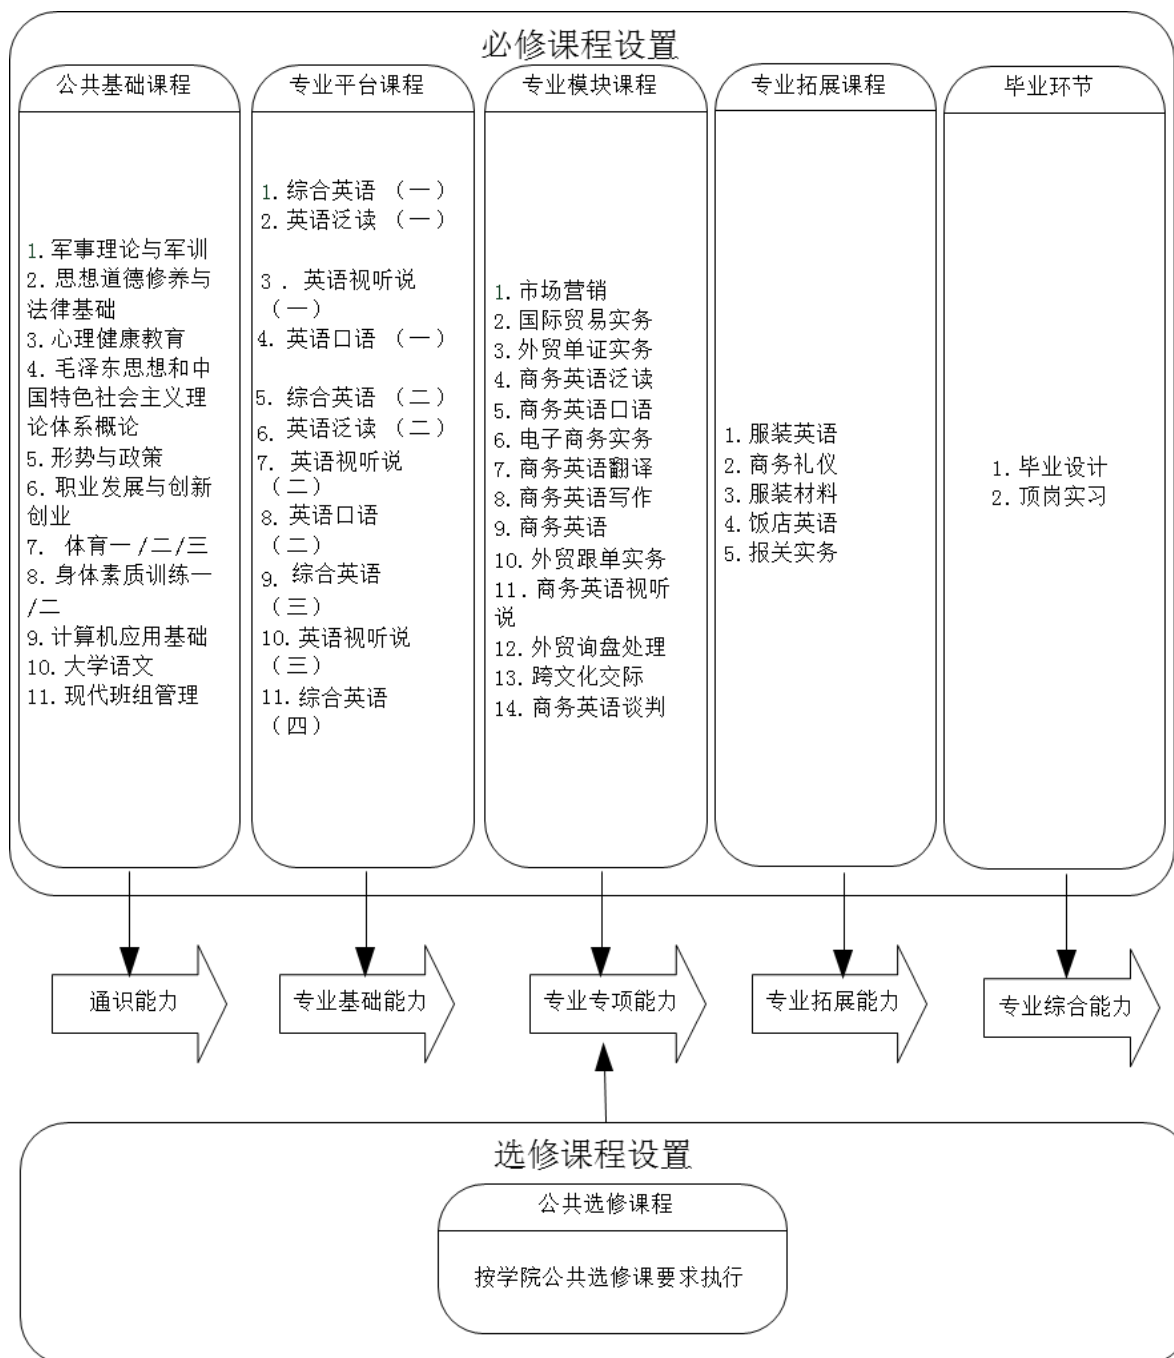 必修课程设置
公共基础课程
1. 军事理论与军训
2. 思想道德修养与
法律基础
3. 心理健康教育
4. 毛泽东思想和中
国特色社会主义理
论体系概论
5. 形势与政策
6. 职业发展与创新
创业
7. 体育一 /二/三
8. 身体素质训练一
/二
9. 计算机应用基础
10. 大学语文
11. 现代班组管理
专业平台课程
1. 综合英语 （一）
2. 英语泛读 （一）
3 . 英语视听说
（一）
4. 英语口语 （一）
5. 综合英语 （二）
6. 英语泛读 （二）
7. 英语视听说
（二）
8. 英语口语
（二）
9. 综合英语
（三）
10. 英语视听说
（三）
11. 综合英语
（四）
专业模块课程
1. 市场营销
2. 国际贸易实务
3. 外贸单证实务
4. 商务英语泛读
5. 商务英语口语
6. 电子商务实务
7. 商务英语翻译
8. 商务英语写作
9. 商务英语
10. 外贸跟单实务
11. 商务英语视听
说
12. 外贸询盘处理
13. 跨文化交际
14. 商务英语谈判
专业拓展课程
1. 服装英语
2. 商务礼仪
3. 服装材料
4. 饭店英语
5. 报关实务
毕业环节
1. 毕业设计
2. 顶岗实习
通识能力
专业基础能力
专业专项能力
专业拓展能力
专业综合能力
选修课程设置
公共选修课程
按学院公共选修课要求执行